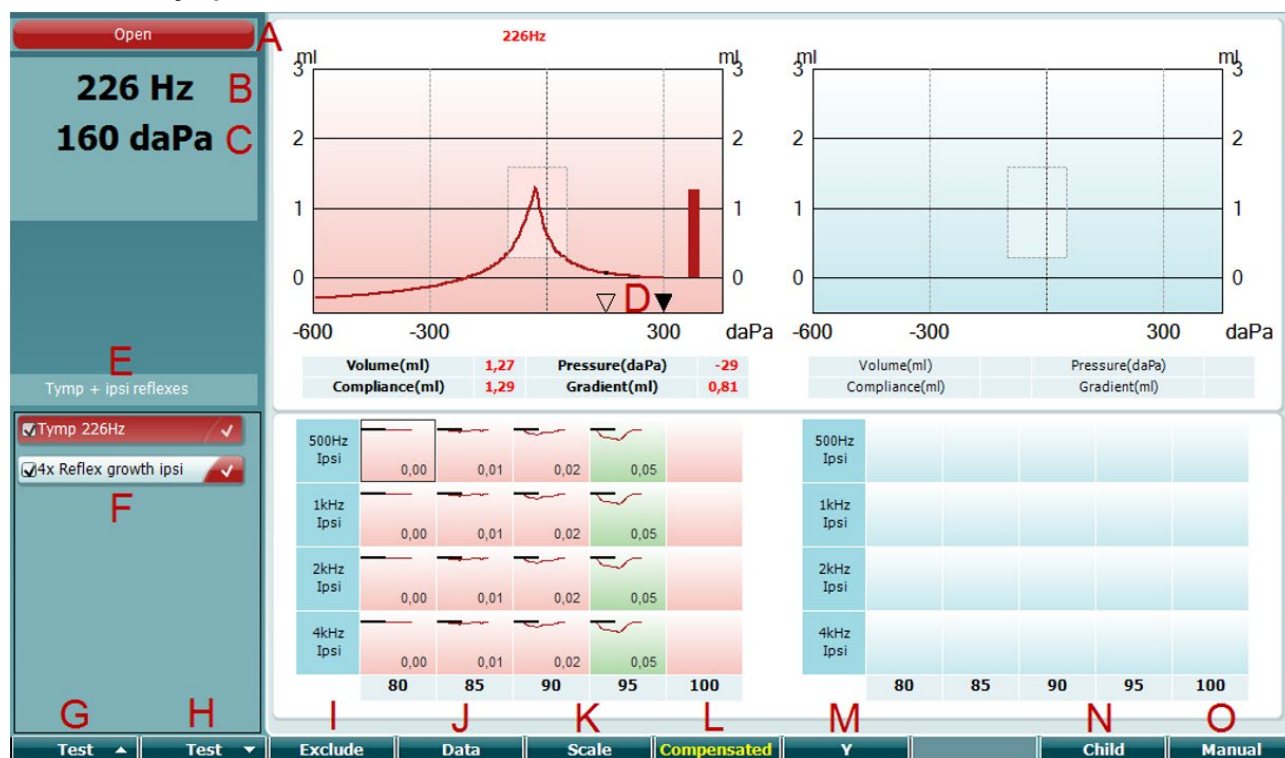 Open
A
226 Hz B
160 daPa C
E
Tymp + ipsi reflexes
Tymp 226Hz
4x Reflex growth ipsi
F
G H
226Hz
ml ml
3 3
2 2
1 1
0 0
D
-600 -300 300 daPa
Volume(ml) 1,27 Pressure(daPa) -29
Compliance(ml) 1,29 Gradient(ml) 0,81
ml ml
3 3
2 2
1 1
0 0
-600 -300 300 daPa
Volume(ml) Pressure(daPa)
Compliance(ml) Gradient(ml)
500Hz
Ipsi
0,00 0,01 0,02 0,05
1kHz
Ipsi
0,00 0,01 0,02 0,05
2kHz
Ipsi
0,00 0,01 0,02 0,05
4kHz
Ipsi
0,00 0,01 0,02 0,05
80 85 90 95 100
500Hz
Ipsi
1kHz
Ipsi
2kHz
Ipsi
4kHz
Ipsi
80 85 90 95 100
I J K L M N O
Test Test Exclude Data Scale Compensated Y Child Manual